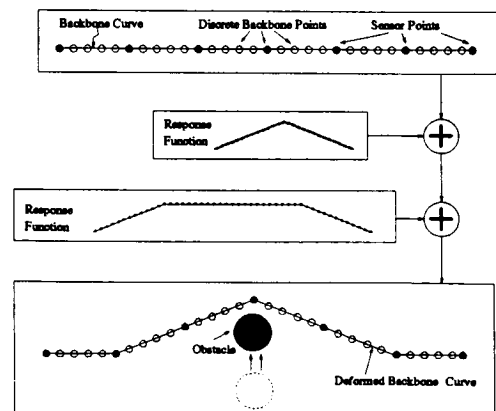 Backbone Curve
Discrete Backbone Points
Sensor Points
Response
Function
Response
Function
Obstacle
Deformed Backbone Curve